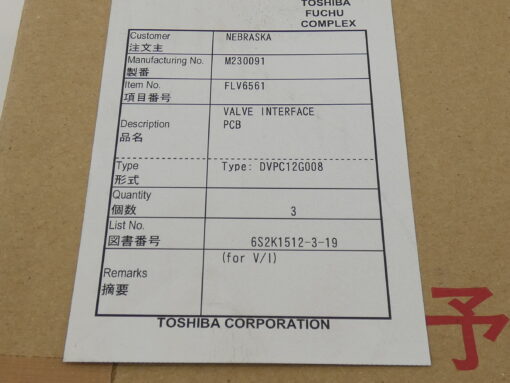 TOSHIBA
FUCHU
COMPLEX
Customer NEBRASKA
注文主
Manufacturing No. M230091
製番
Item No. FLV6561
項目番号
VALVE INTERFACE
Description PCB
品名
Type Type: DVPC12G008
形式
Quantity
個数 3
List No.
図書番号 6S2K1512-3-19
(for V/I)
Remarks
摘要
TOSHIBA CORPORATION
予